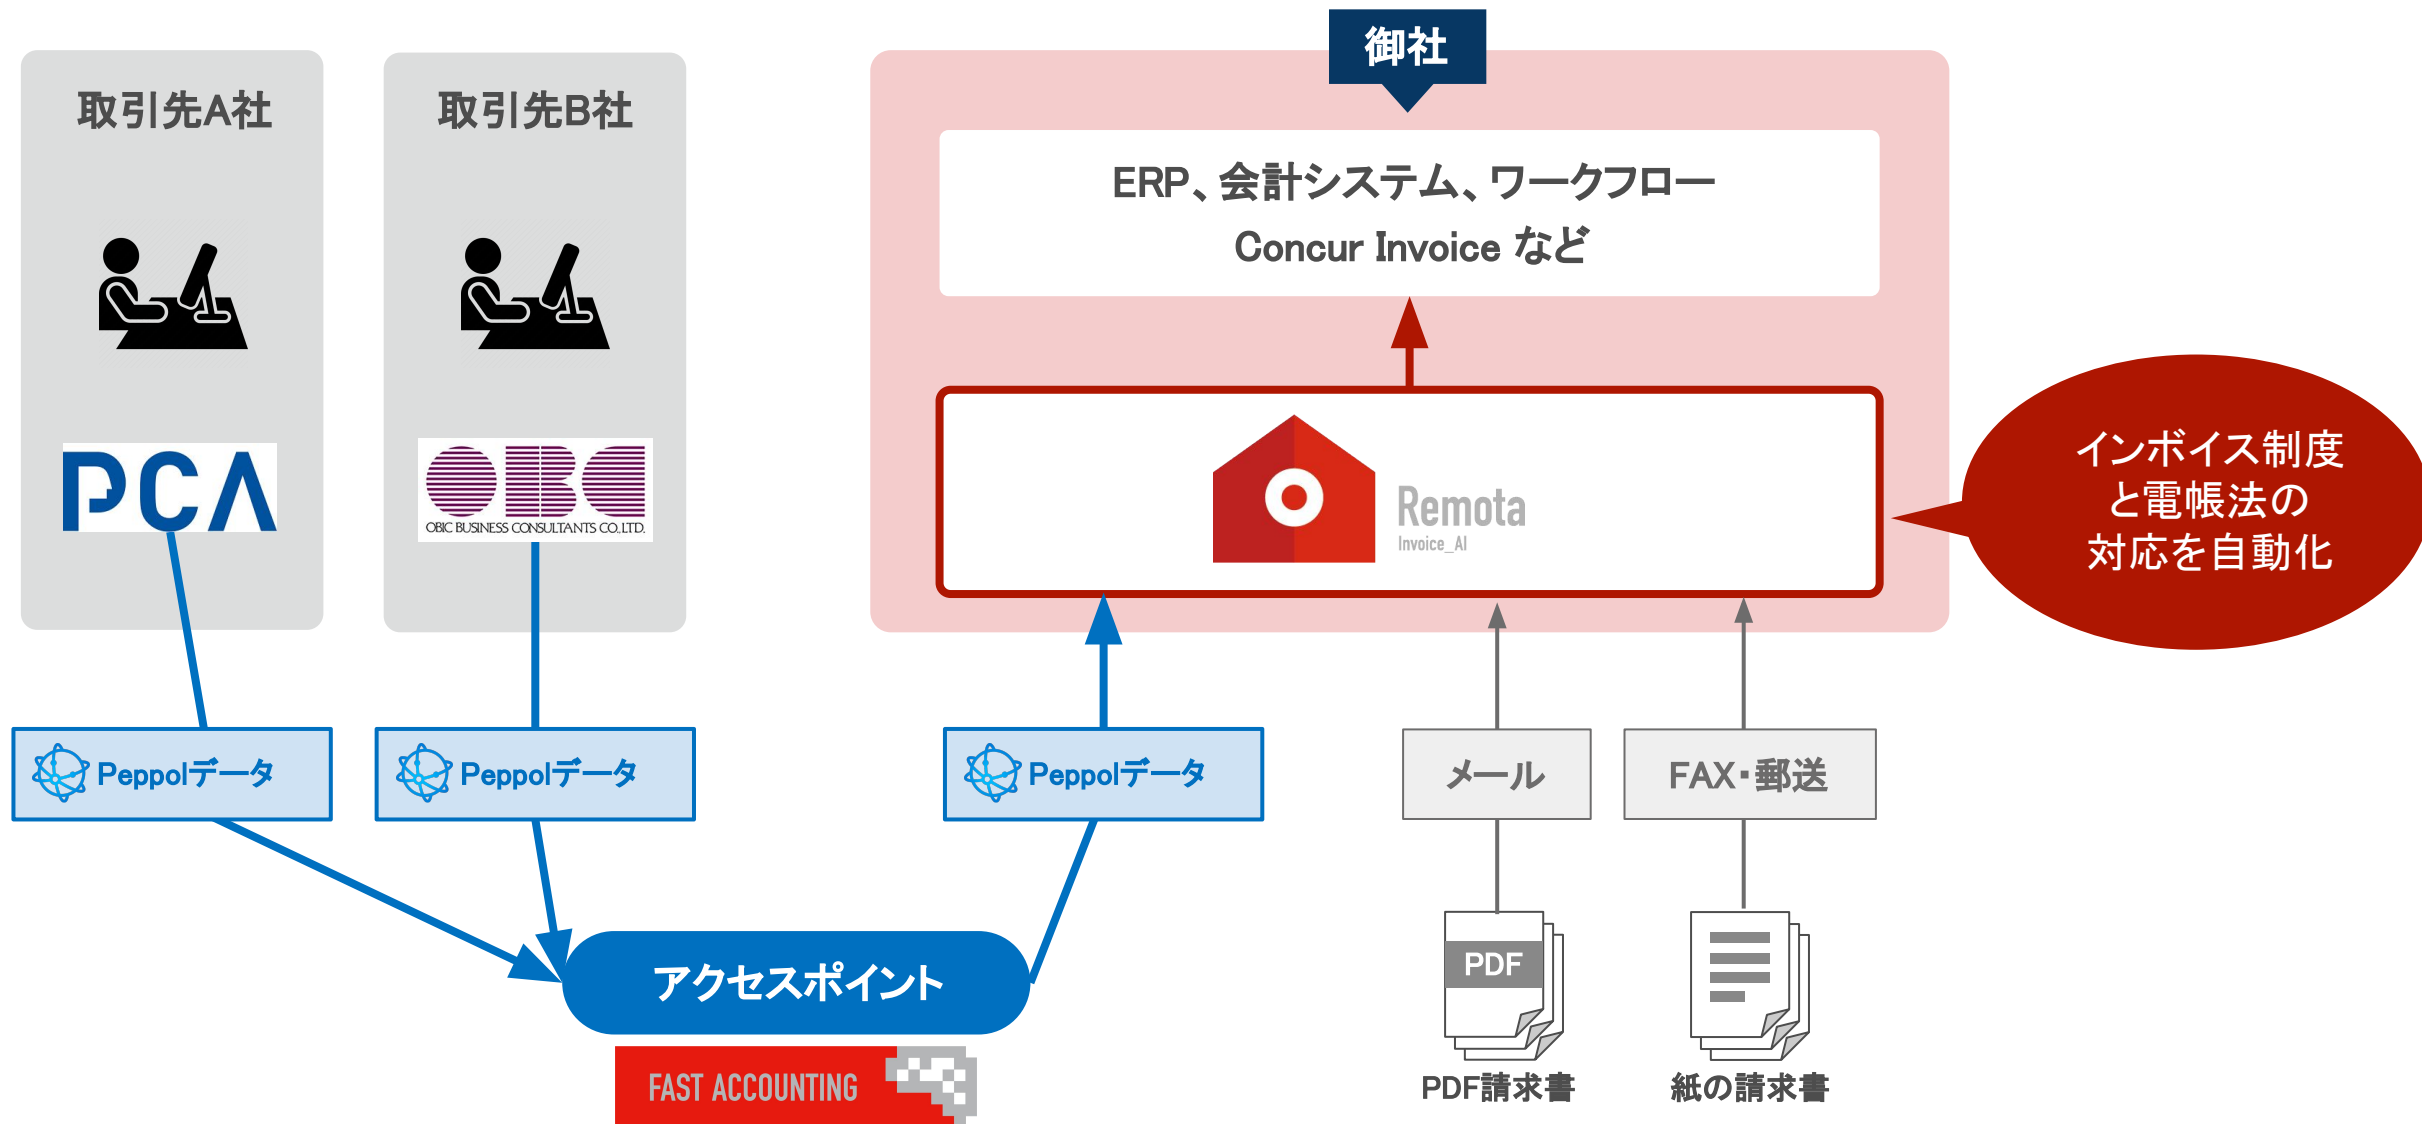 御社
取引先A社
取引先B社
ERP、会計システム、ワークフロー
Concur Invoice など
PCA
OBC
OBIC BUSINESS CONSULTANTS CO.,LTD.
Remota
Invoice_AI
インボイス制度
と電帳法の
対応を自動化
Peppolデータ
Peppolデータ
Peppolデータ
メール
FAX・郵送
アクセスポイント
FAST ACCOUNTING
PDF
PDF請求書
紙の請求書